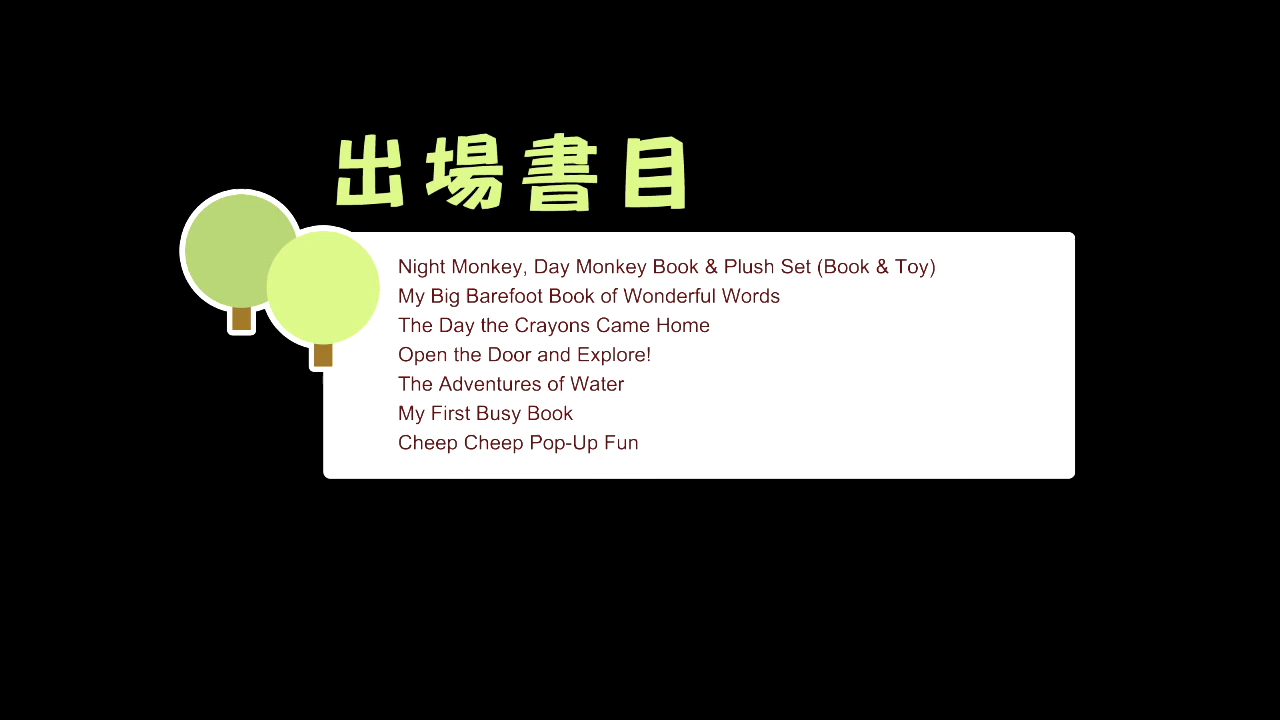 出場書目
Night Monkey, Day Monkey Book & Plush Set (Book & Toy)
My Big Barefoot Book of Wonderful Words
The Day the Crayons Came Home
Open the Door and Explore!
The Adventures of Water
My First Busy Book
Cheep Cheep Pop-Up Fun